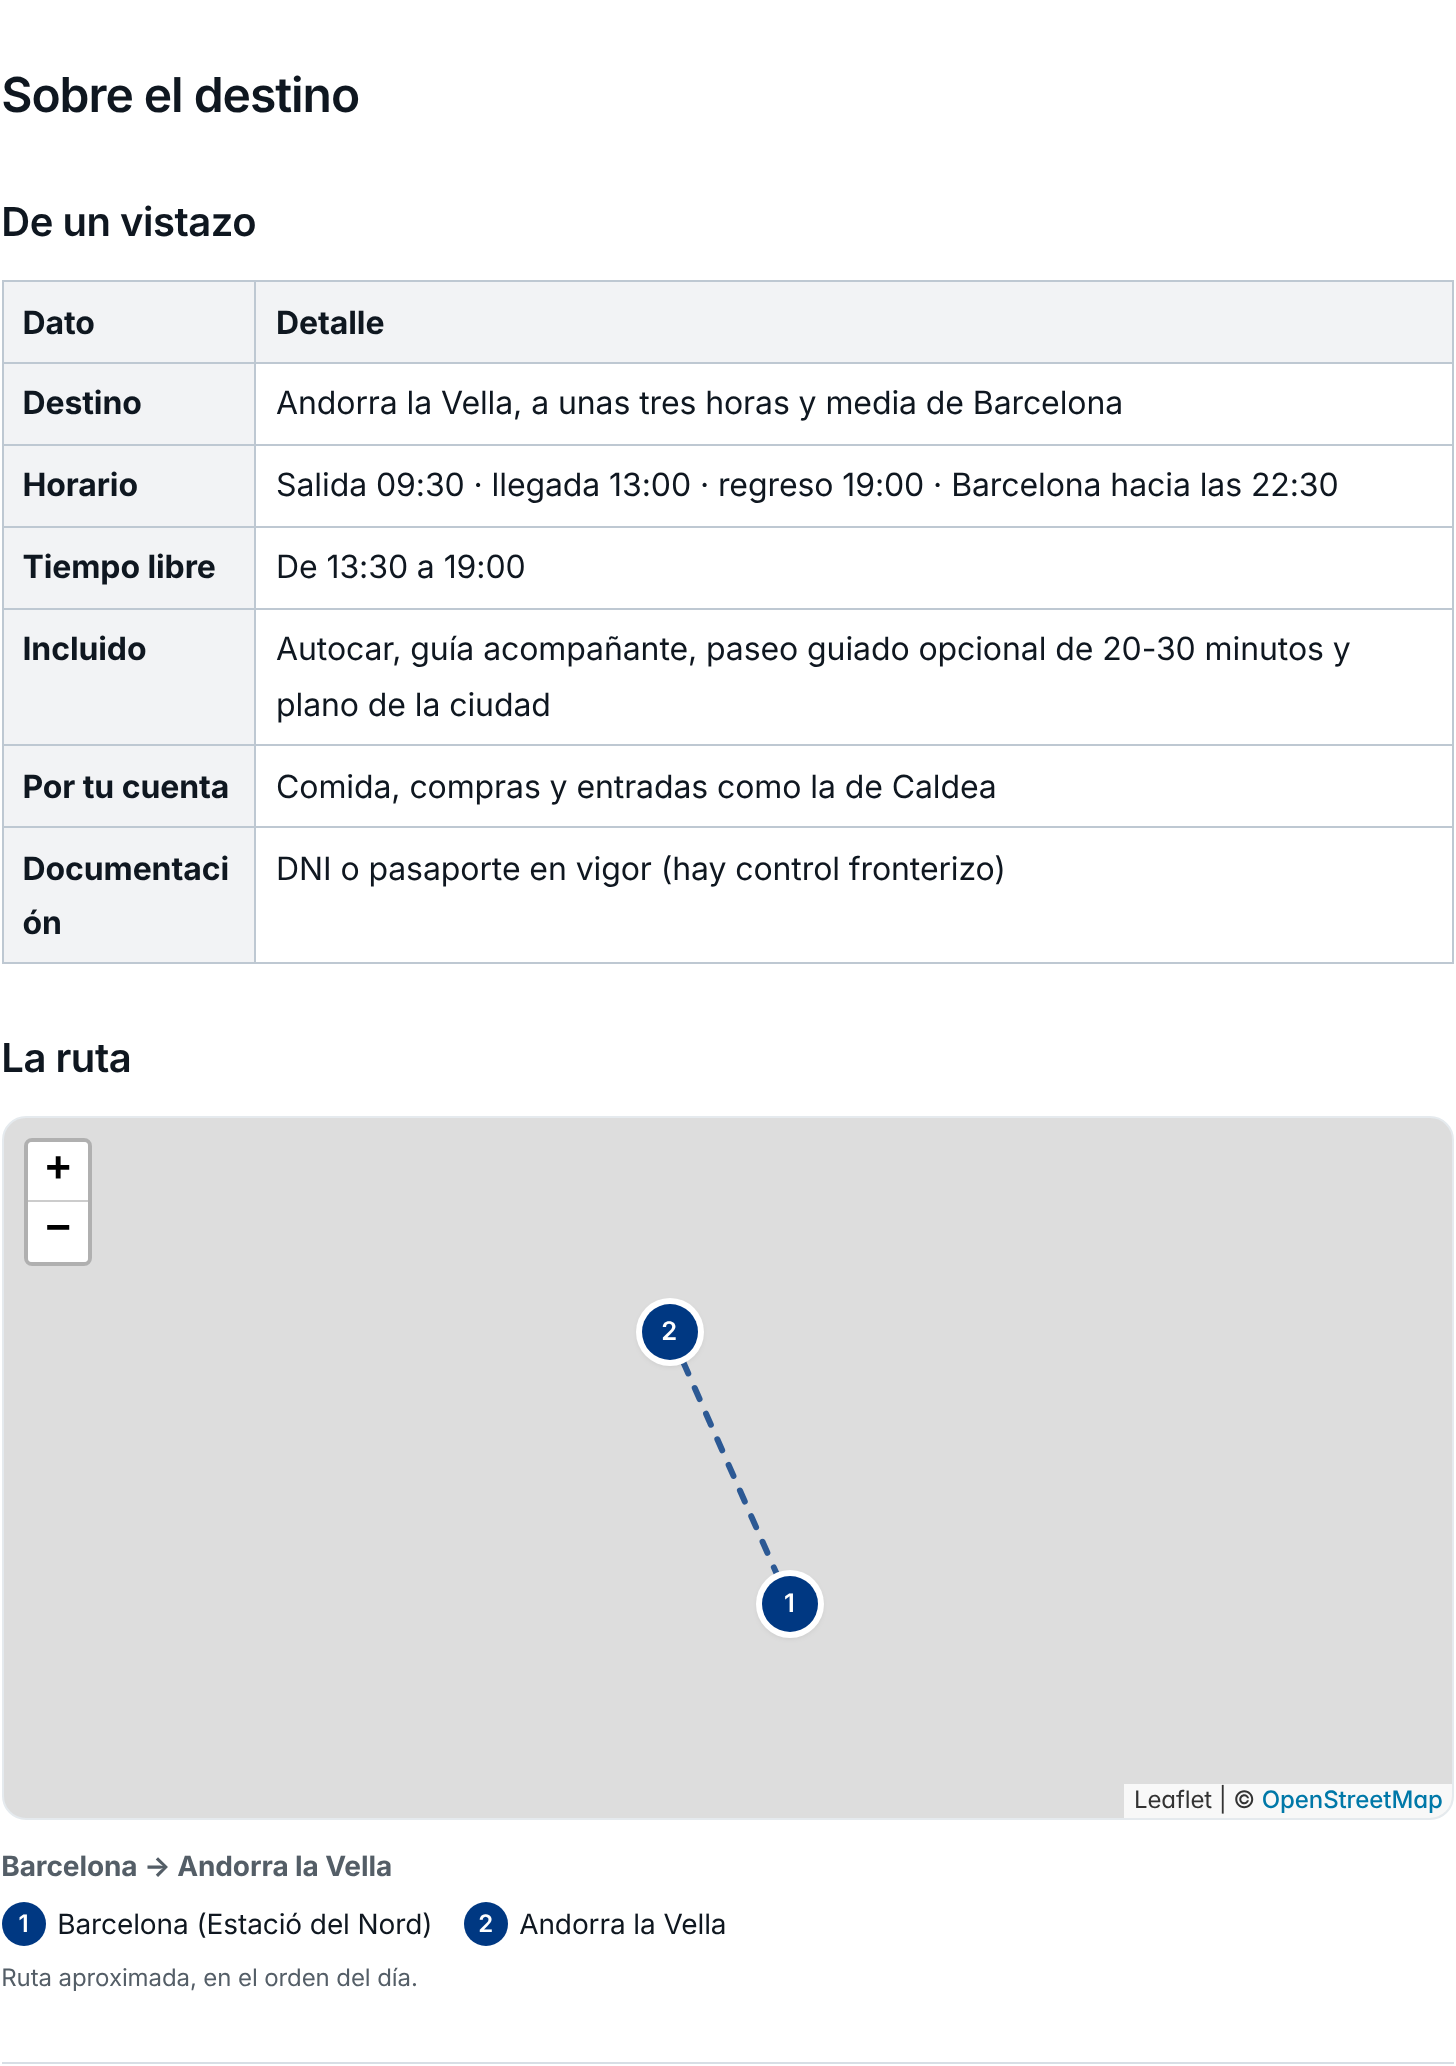 Sobre el destino
De un vistazo
Dato Detalle
Destino Andorra la Vella, a unas tres horas y media de Barcelona
Horario Salida 09:30 · llegada 13:00 · regreso 19:00 · Barcelona hacia las 22:30
Tiempo libre De 13:30 a 19:00
Incluido Autocar, guía acompañante, paseo guiado opcional de 20-30 minutos y
plano de la ciudad
Por tu cuenta Comida, compras y entradas como la de Caldea
Documentaci DNI o pasaporte en vigor (hay control fronterizo)
ón
La ruta
+
−
2
1
Leaflet | © OpenStreetMap
Barcelona → Andorra la Vella
1 Barcelona (Estació del Nord) 2 Andorra la Vella
Ruta aproximada, en el orden del día.